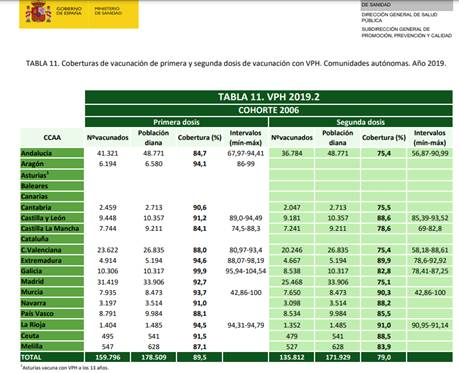 GOBIERNO
DE ESPAÑA
MINISTERIO
DE SANIDAD
DE SANIDAD
DIRECCIÓN GENERAL DE SALUD
PÚBLICA
SUBDIRECCIÓN GENERAL DE
PROMOCIÓN, PREVENCIÓN Y CALIDAD
TABLA 11. Coberturas de vacunación de primera y segunda dosis de vacunación con VPH. Comunidades autónomas. Año 2019.
TABLA 11. VPH 2019.2
COHORTE 2006
Primera dosis Segunda dosis
CCAA Nºvacunados Población diana Cobertura (%) Intervalos (mín-máx) Nºvacunados Población diana Cobertura (%) Intervalos (mín-máx)
Andalucía 41.321 48.771 84,7 67,97-94,41 36.784 48.771 75,4 56,87-90,99
Aragón 6.194 6.580 94,1 86-99
Asturias¹
Baleares
Canarias
Cantabria 2.459 2.713 90,6 2.047 2.713 75,5
Castilla y León 9.448 10.357 91,2 89,0-94,49 9.181 10.357 88,6 85,39-93,52
Castilla La Mancha 7.744 9.211 84,1 74,5-88,3 7.241 9.211 78,6 69-82,8
Cataluña
C.Valenciana 23.622 26.835 88,0 80,97-93,4 20.246 26.835 75,4 58,18-88,61
Extremadura 4.914 5.194 94,6 88,07-98,19 4.667 5.194 89,9 78,6-92,92
Galicia 10.306 10.317 99,9 95,94-104,54 8.538 10.317 82,8 78,41-87,25
Madrid 31.419 33.906 92,7 25.468 33.906 75,1
Murcia 7.935 8.473 93,7 42,86-100 7.650 8.473 90,3 42,86-100
Navarra 3.197 3.514 91,0 3.098 3.514 88,2
País Vasco 8.791 9.984 88,1 8.534 9.984 85,5
La Rioja 1.404 1.485 94,5 94,31-94,79 1.352 1.485 91,0 90,95-91,14
Ceuta 495 541 91,5 479 541 88,5
Melilla 547 628 87,1 527 628 83,9
TOTAL 159.796 178.509 89,5 135.812 171.929 79,0
¹Asturias vacuna con VPH a los 13 años.